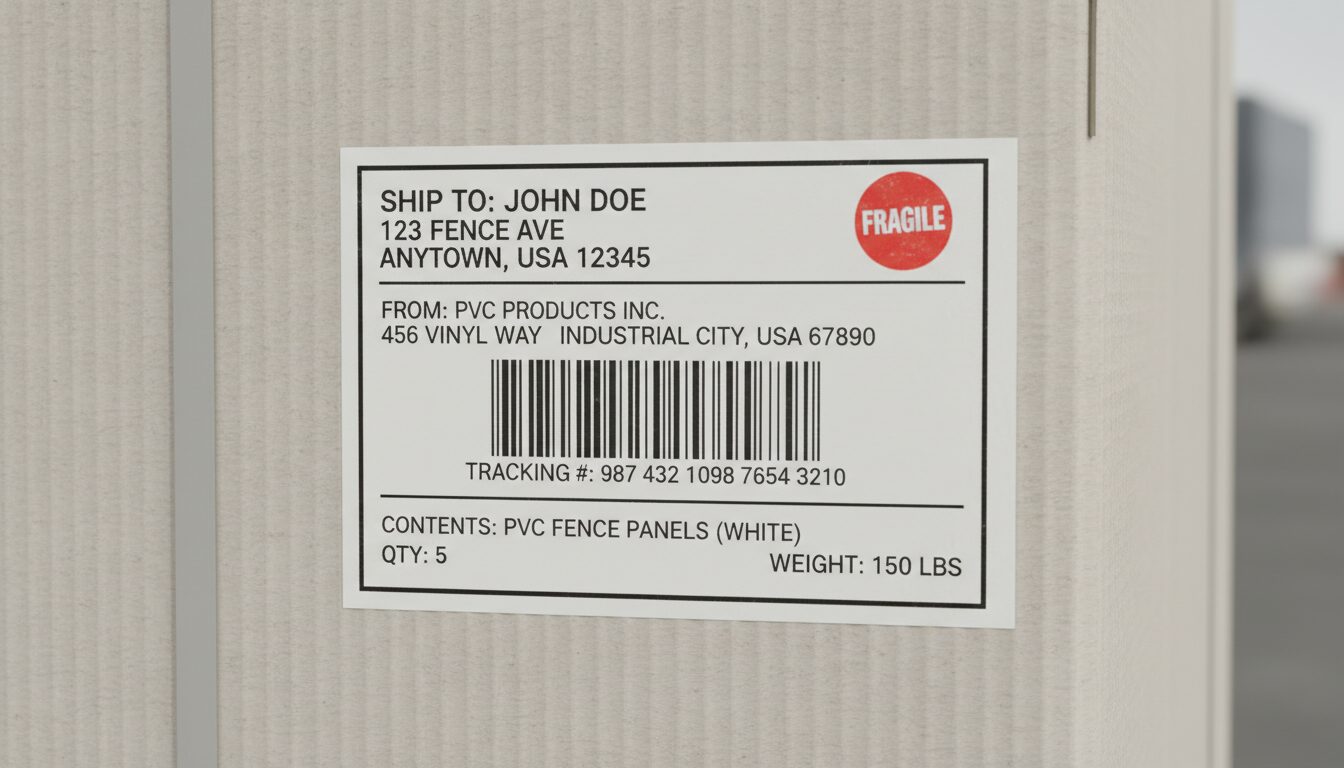 SHIP TO: JOHN DOE
123 FENCE AVE
ANYTOWN, USA 12345
FRAGILE
FROM: PVC PRODUCTS INC.
456 VINYL WAY INDUSTRIAL CITY, USA 67890
TRACKING #: 987 432 1098 7654 3210
CONTENTS: PVC FENCE PANELS (WHITE)
QTY: 5
WEIGHT: 150 LBS